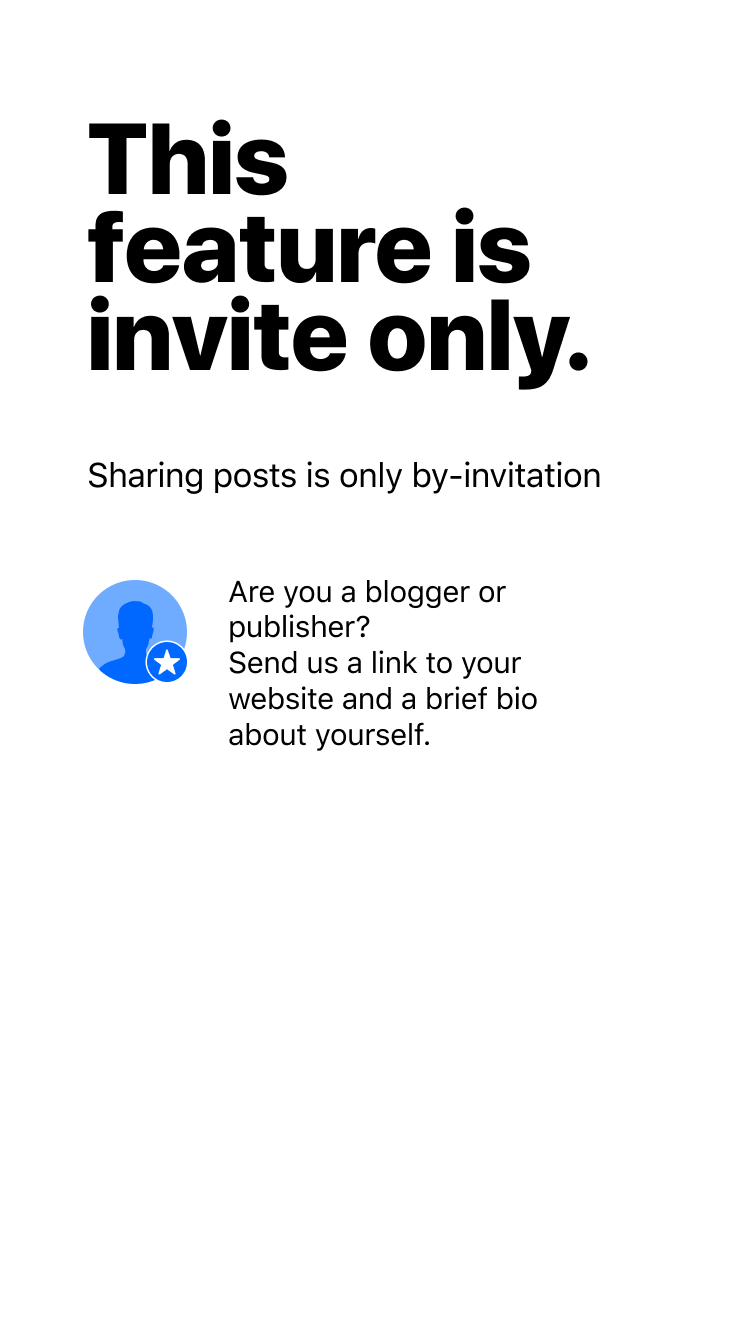 This
feature is
invite only.
Sharing posts is only by-invitation
Are you a blogger or
publisher?
Send us a link to your
website and a brief bio
about yourself.